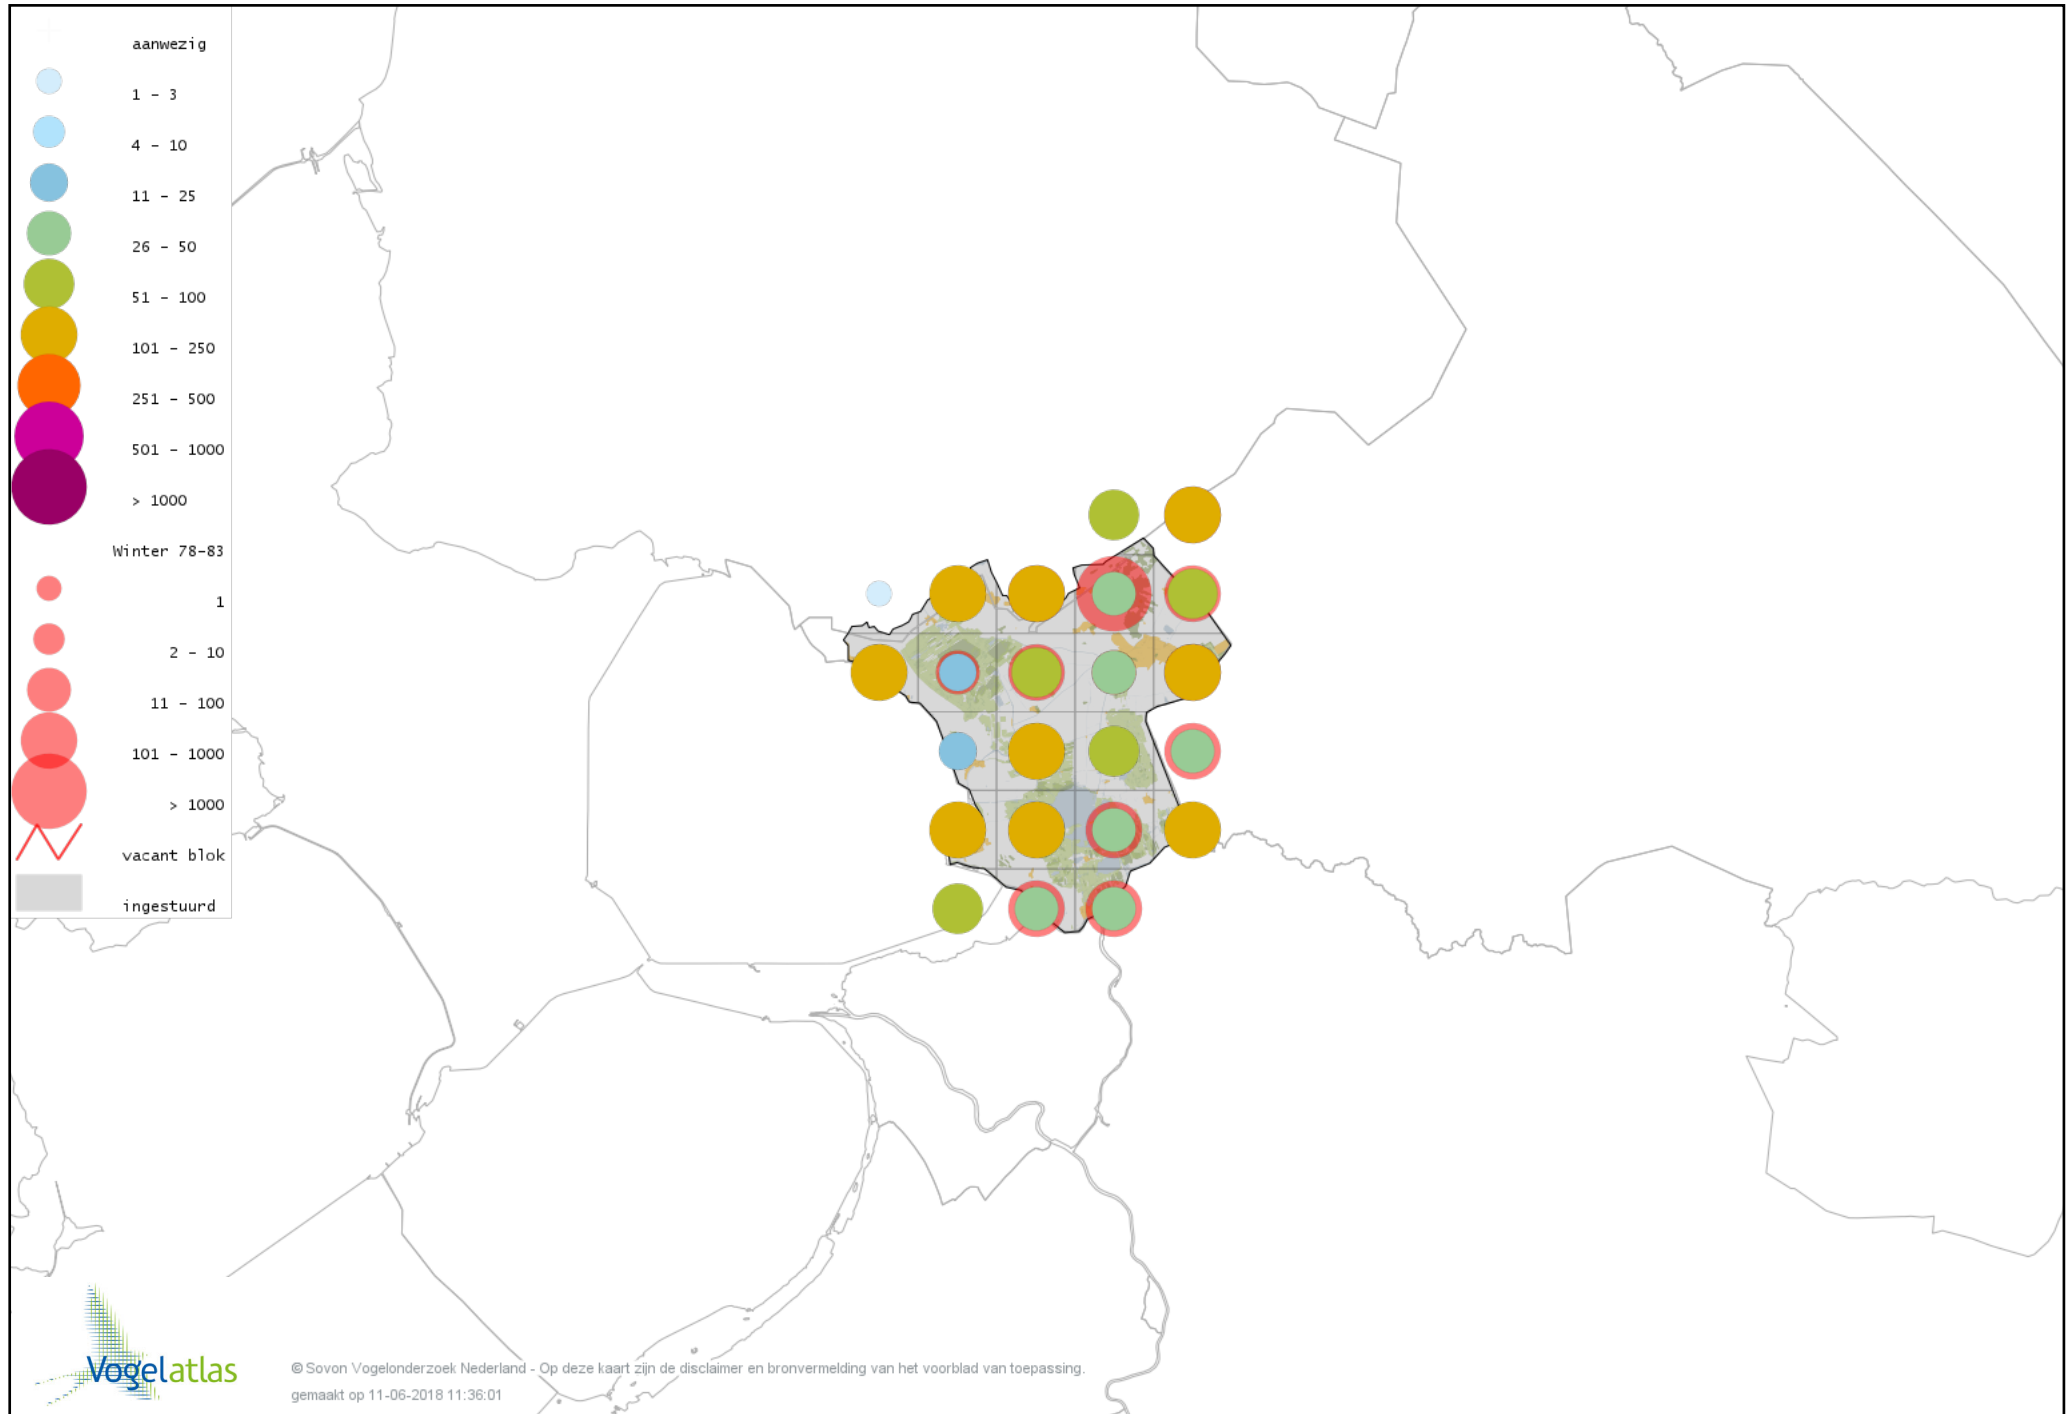 aanwezig
1 - 3
4 - 10
11 - 25
26 - 50
51 - 100
101 - 250
251 - 500
501 - 1000
> 1000
Winter 78-83
1
2 - 10
11 - 100
101 - 1000
> 1000
vacant blok
ingestuurd
Vogelatlas
© Sovon Vogelonderzoek Nederland - Op deze kaart zijn de disclaimer en bronvermelding van het voorblad van toepassing.
gemaakt op 11-06-2018 11:36:01